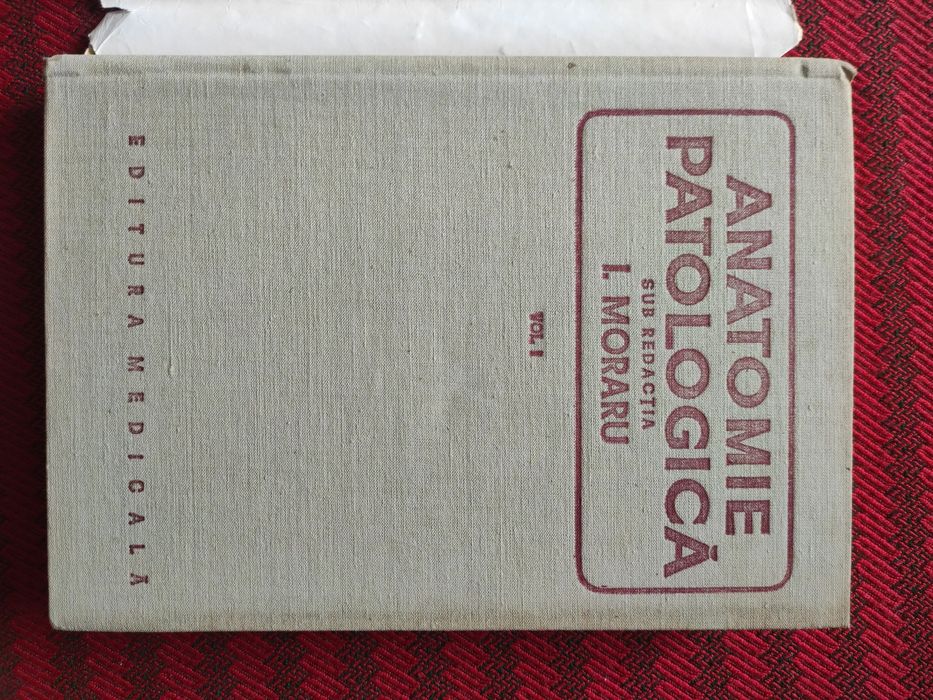 ANATOMIE
PATOLOGICĂ
SUB REDACȚIA
I. MORARU
VOL. I
EDITURA MEDICALĂ